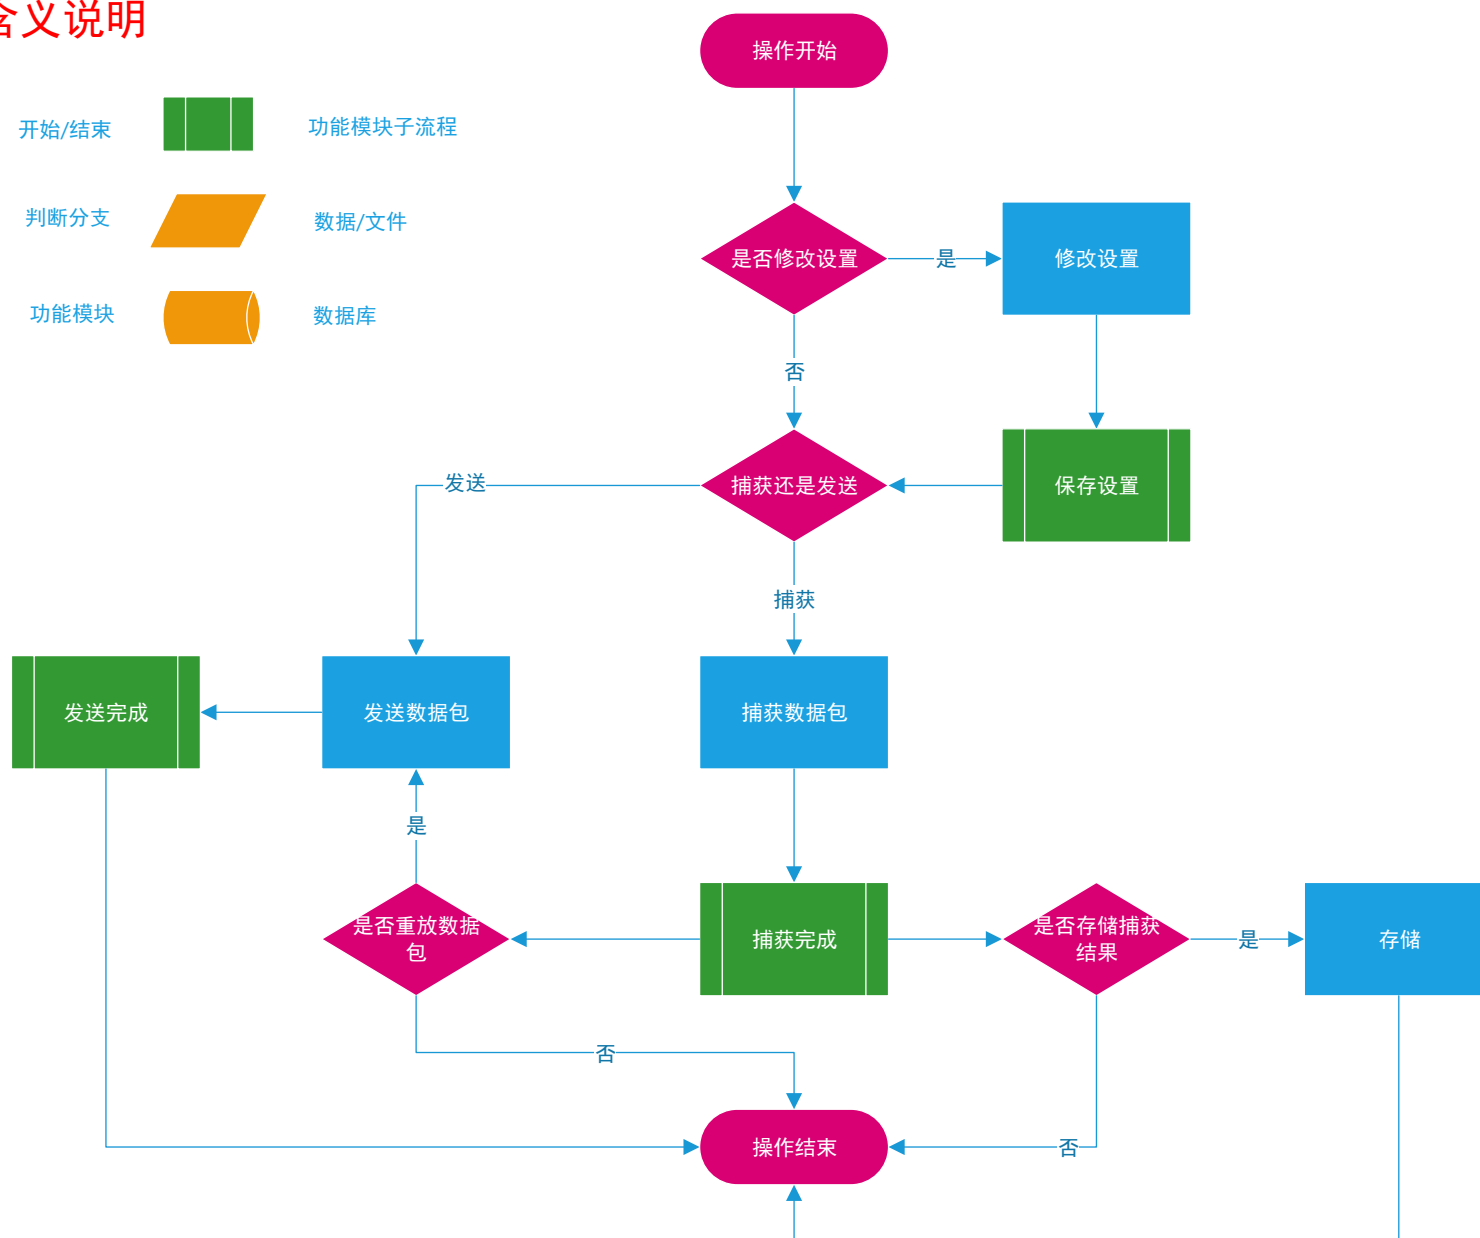 含义说明
开始/结束
功能模块子流程
判断分支
数据/文件
功能模块
数据库
操作开始
是否修改设置
是
修改设置
否
发送
捕获还是发送
保存设置
捕获
发送完成
发送数据包
捕获数据包
是
是否重放数据
包
捕获完成
是否存储捕获
结果
是
存储
否
操作结束
否